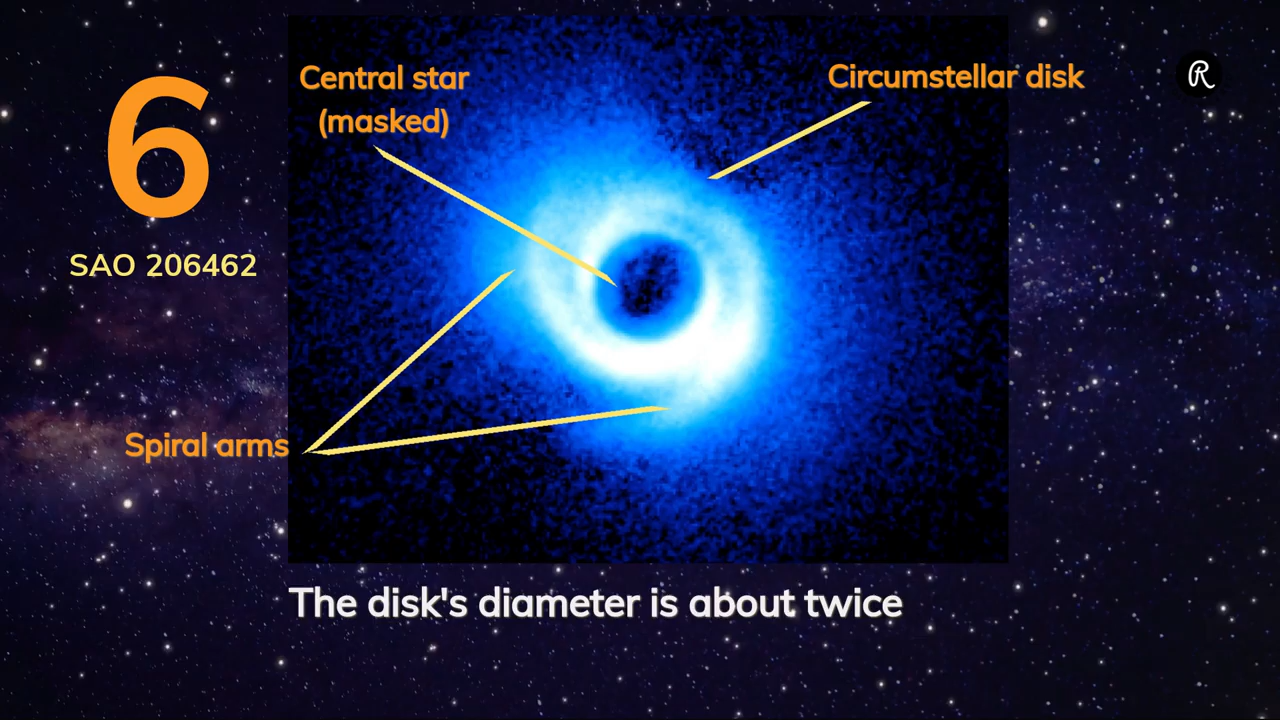 6
SAO 206462
Central star
(masked)
Circumstellar disk
R
Spiral arms
The disk's diameter is about twice